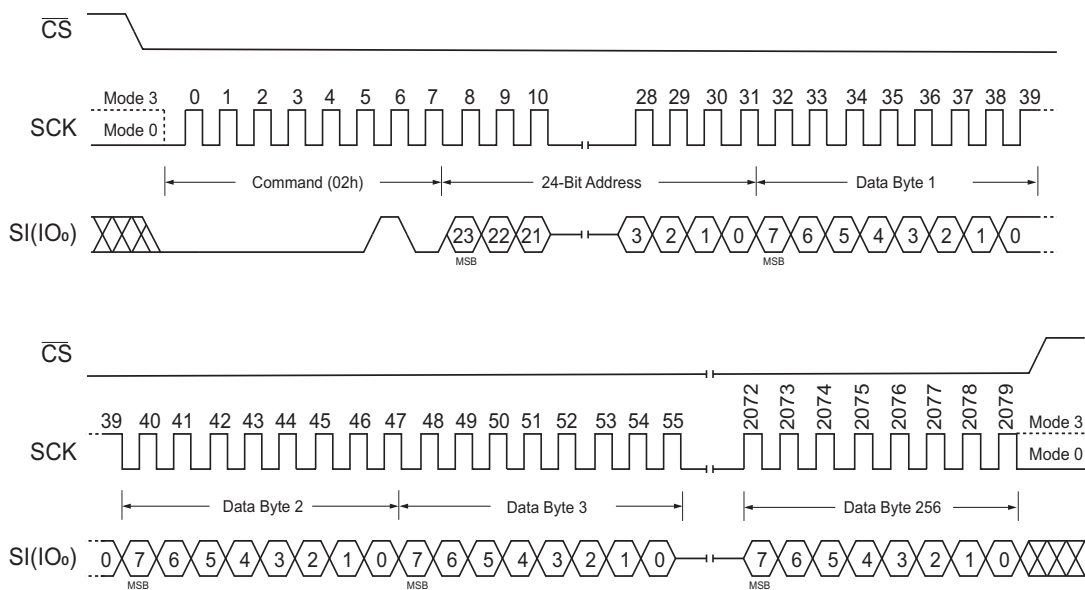 CS
Mode 3
0 1 2 3 4 5 6 7 8 9 10 28 29 30 31 32 33 34 35 36 37 38 39
SCK
Mode 0
Command (02h) 24-Bit Address Data Byte 1
SI(IO₀)
23 22 21 3 2 1 0 7 6 5 4 3 2 1 0
MSB MSB
CS
2072 2073 2074 2075 2076 2077 2078 2079
39 40 41 42 43 44 45 46 47 48 49 50 51 52 53 54 55
Mode 3
SCK
Mode 0
Data Byte 2 Data Byte 3 Data Byte 256
SI(IO₀)
0 7 6 5 4 3 2 1 0 7 6 5 4 3 2 1 0 7 6 5 4 3 2 1 0
MSB MSB MSB